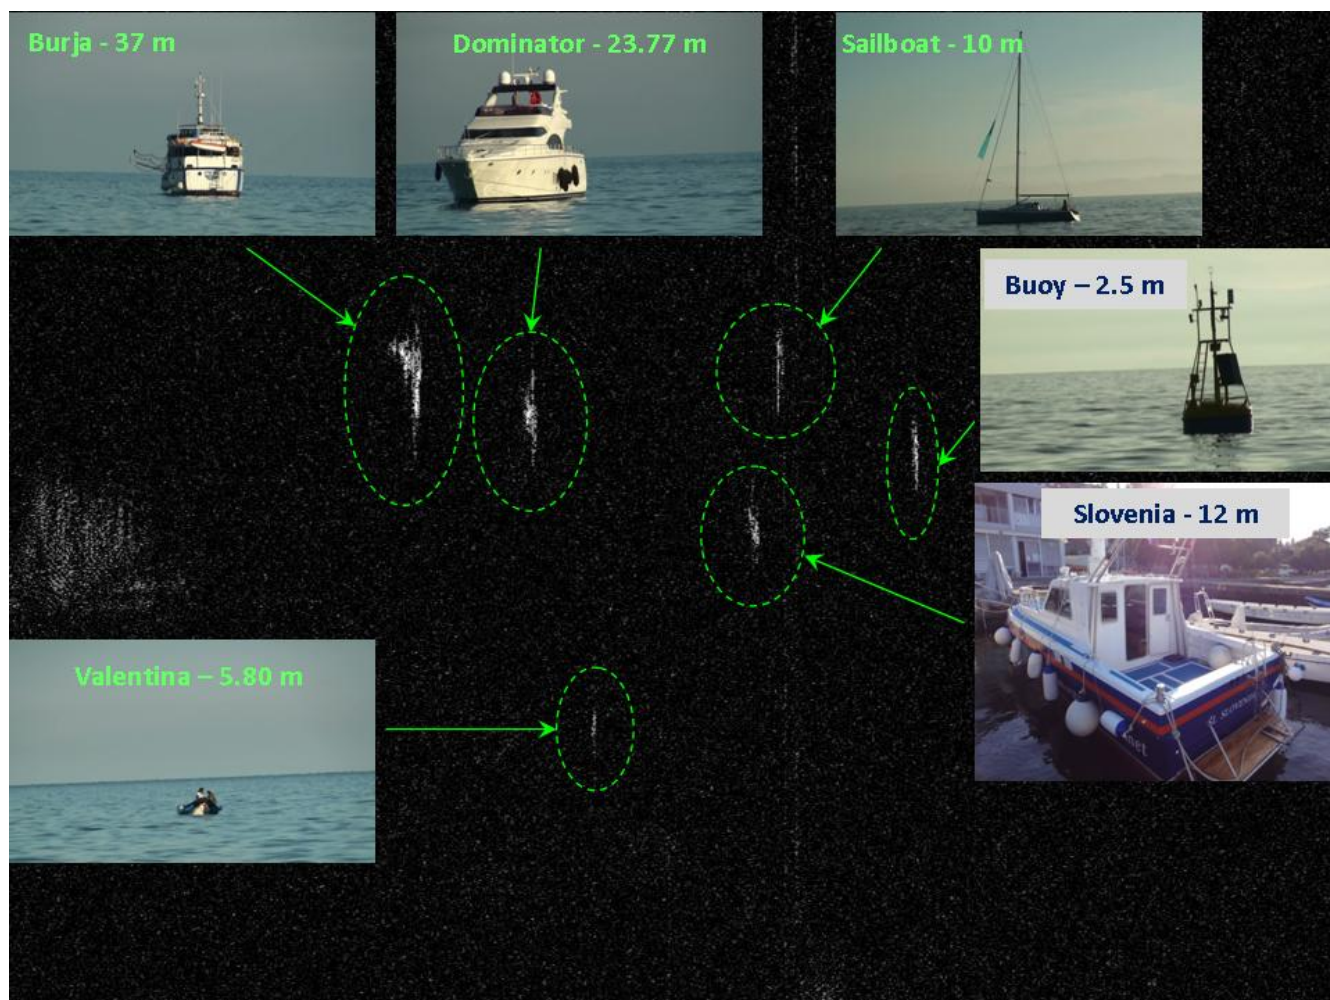 Burja - 37 m
Dominator - 23.77 m
Sailboat - 10 m
Buoy – 2.5 m
Slovenia - 12 m
Valentina – 5.80 m